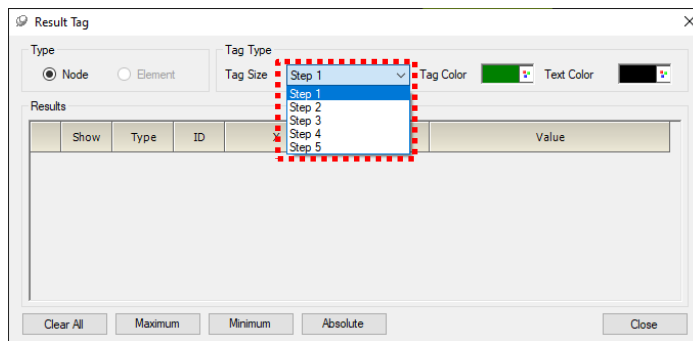 Result Tag
Type
Node
Element
Tag Type
Tag Size
Step 1
Tag Color
Text Color
Step 1
Step 2
Step 3
Step 4
Step 5
Results
Show
Type
ID
X
Value
Clear All
Maximum
Minimum
Absolute
Close